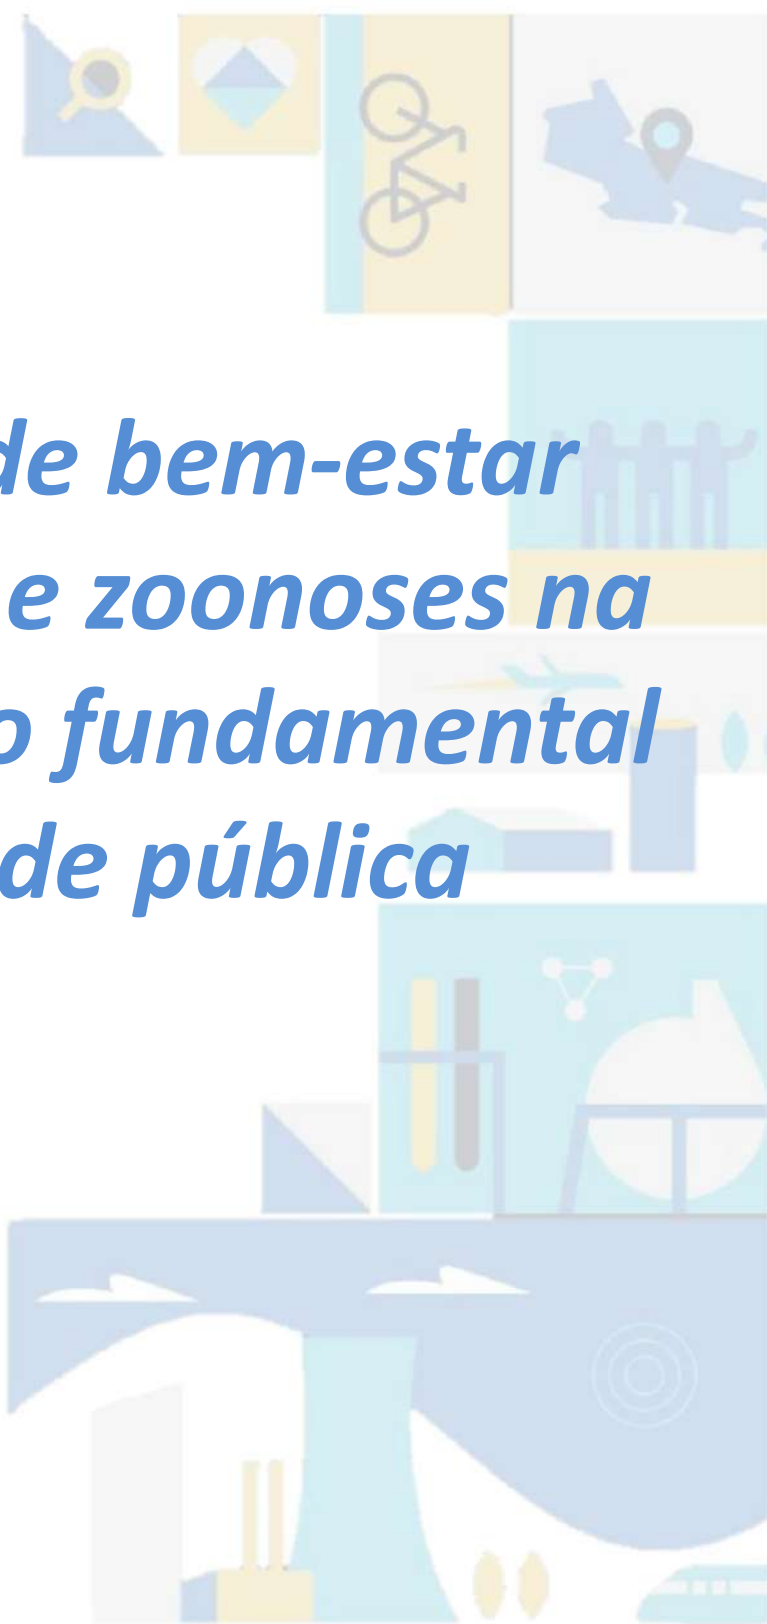 de bem-estar
e zoonoses na
o fundamental
de pública